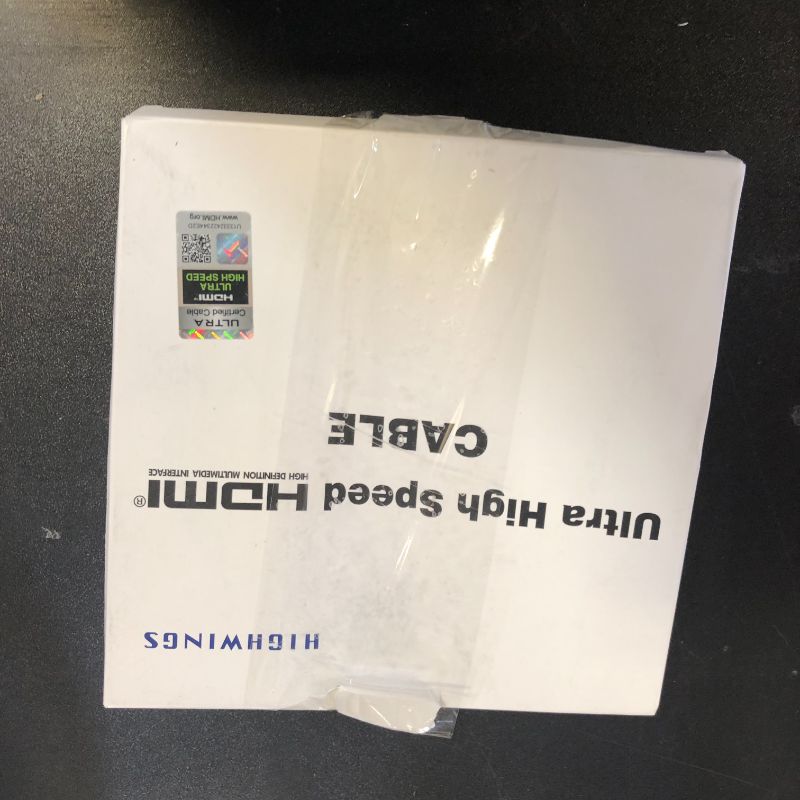 HIGHWINGS
Ultra High Speed HDMI®
HIGH DEFINITION MULTIMEDIA INTERFACE
CABLE
ULTRA
Certified Cable
HDMI™
ULTRA
HIGH SPEED
www.HDMI.org